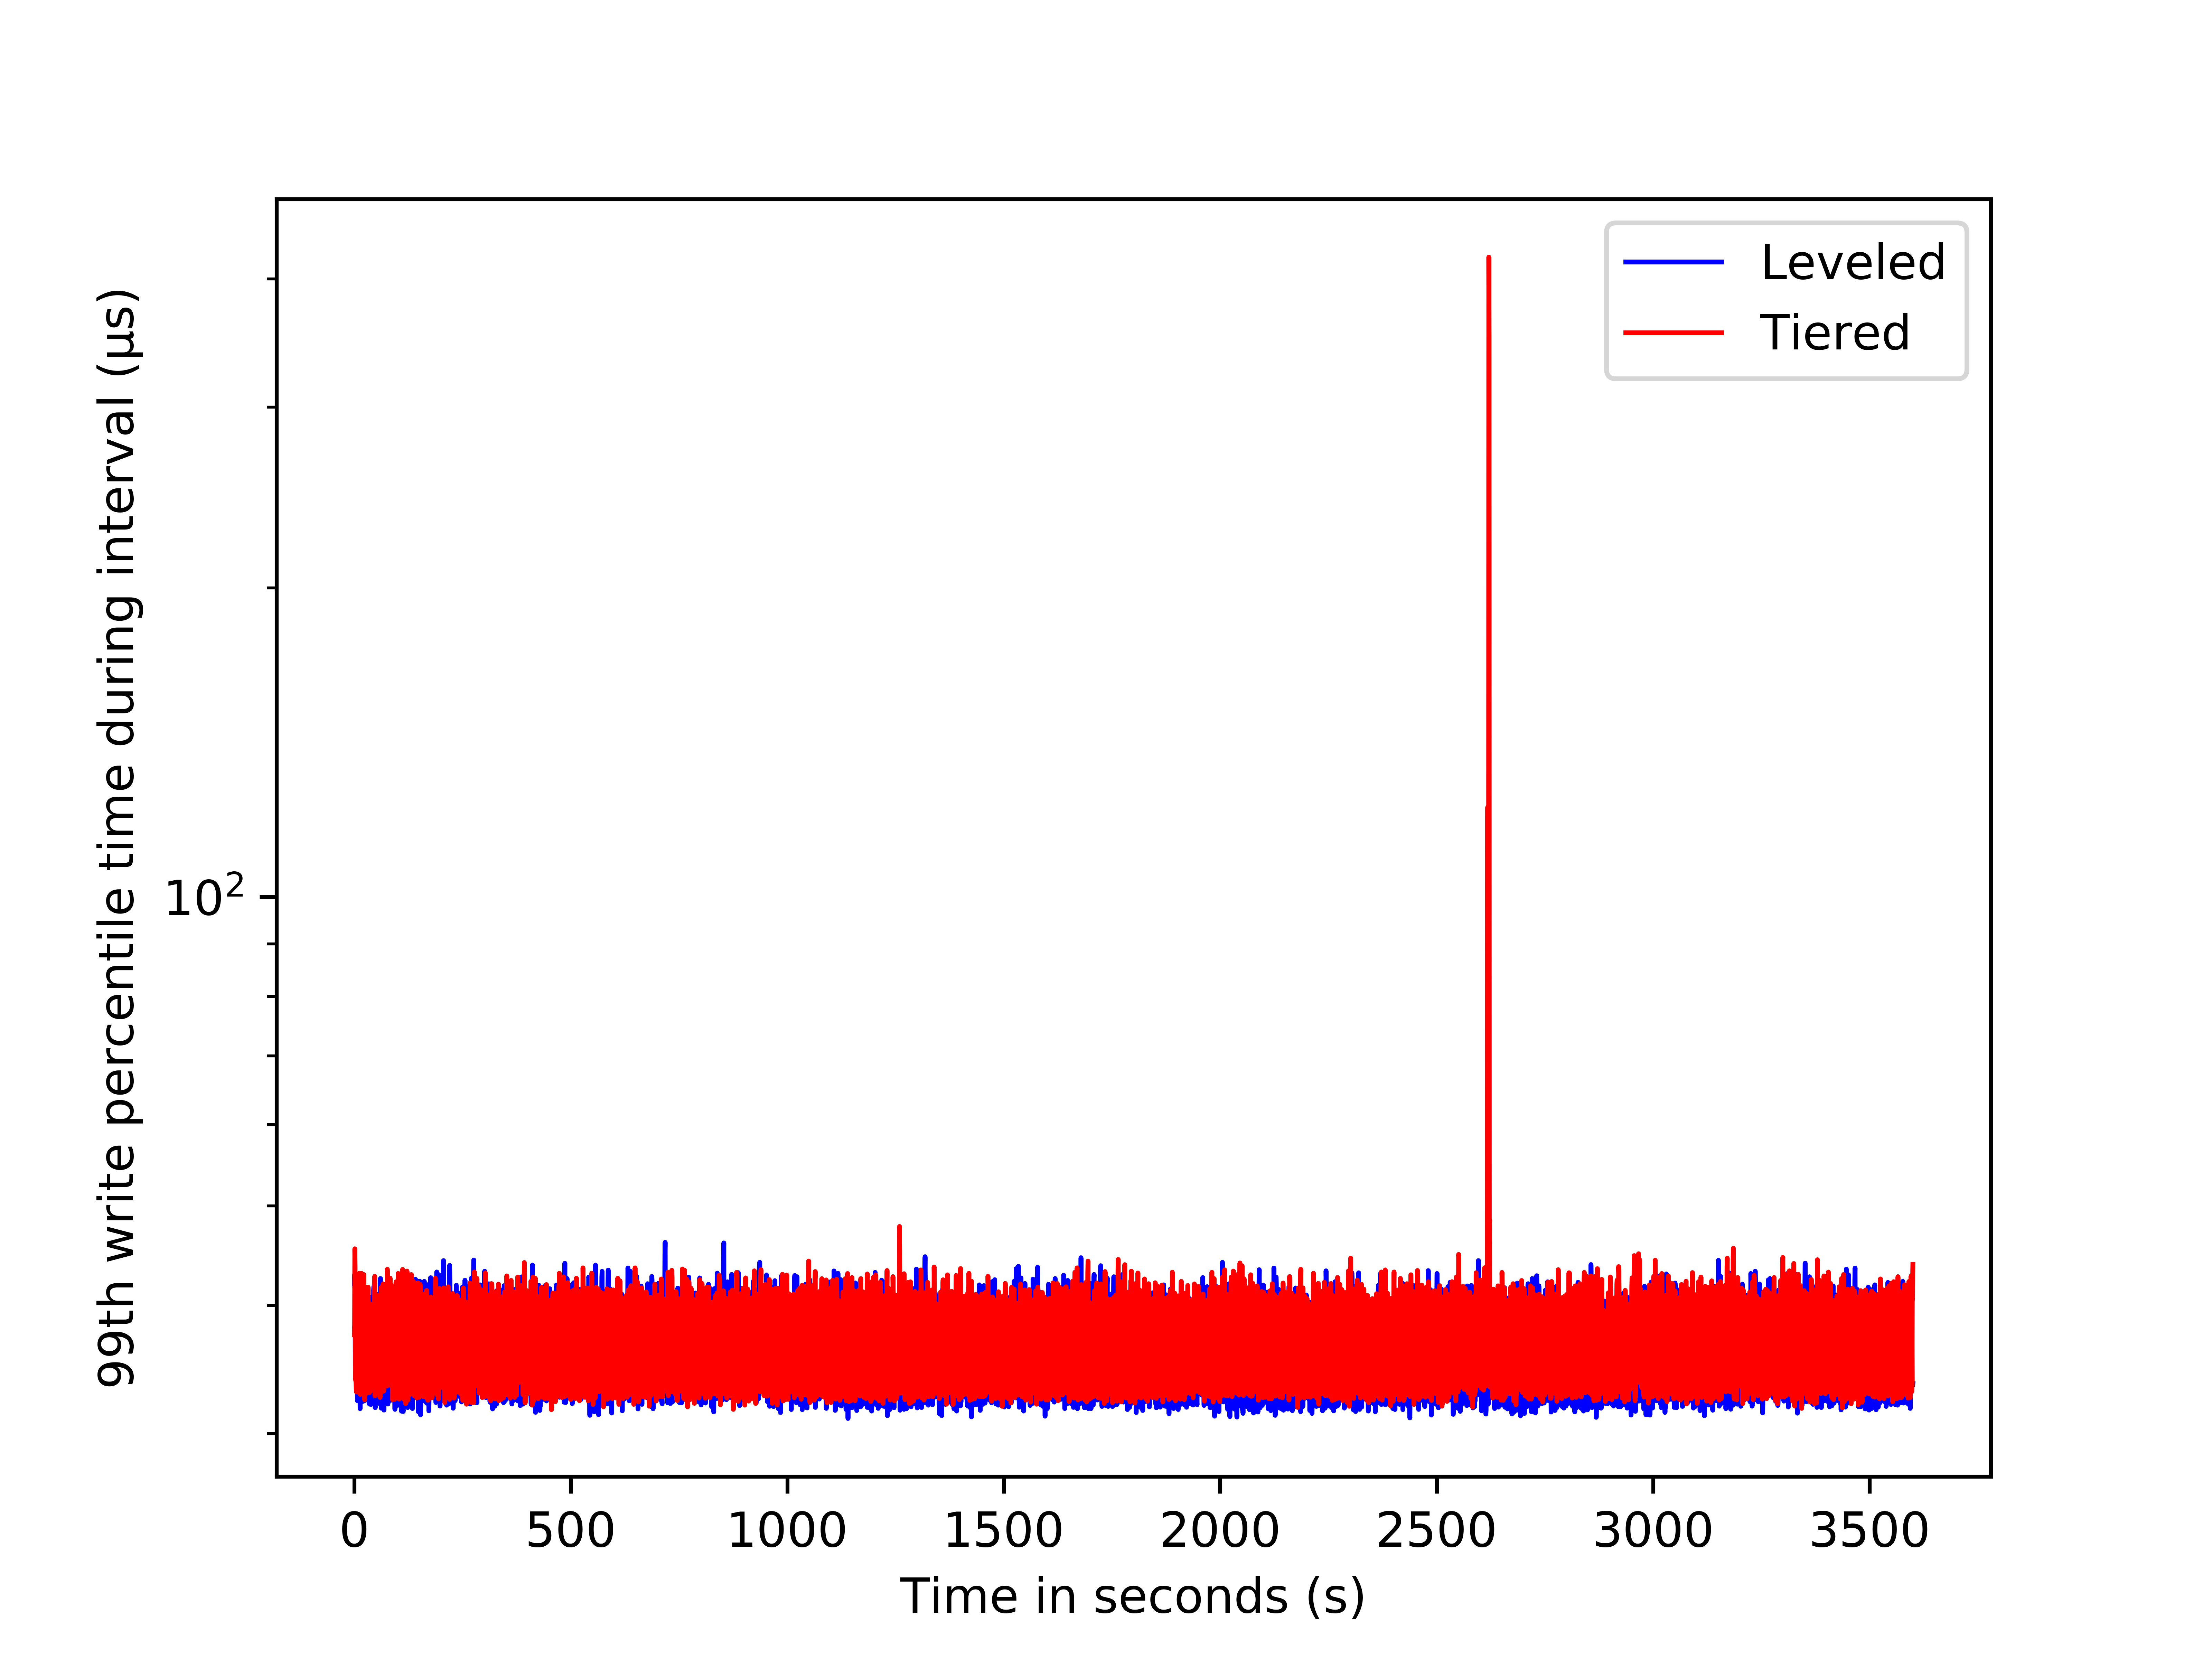 99th write percentile time during interval (µs)
10²
Leveled
Tiered
0 500 1000 1500 2000 2500 3000 3500
Time in seconds (s)